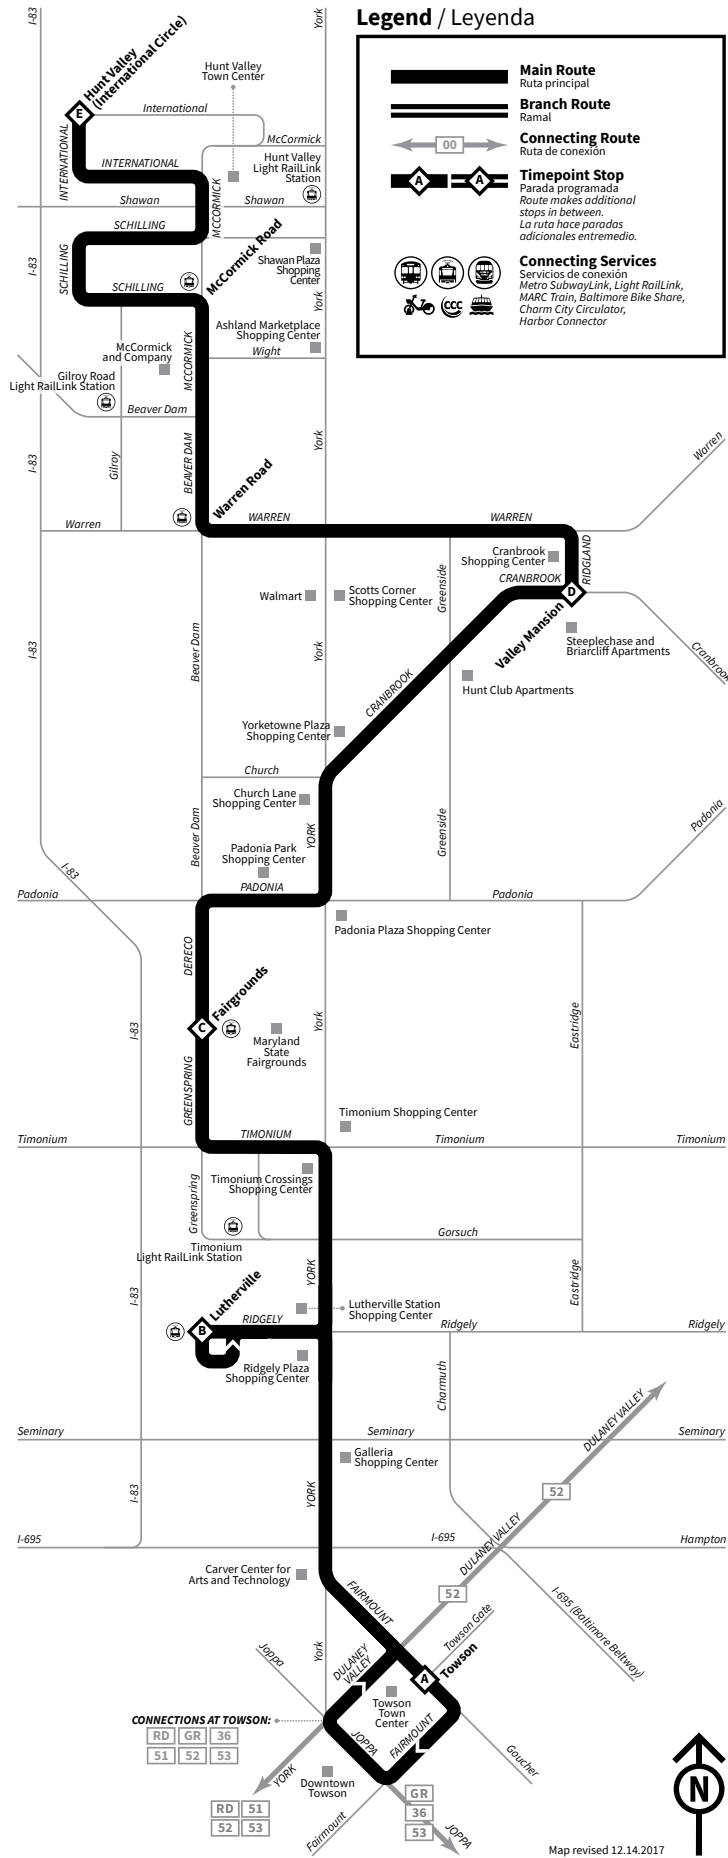 Legend / Leyenda
Main Route
Ruta principal
Branch Route
Ramal
00
Connecting Route
Ruta de conexión
A
A
Timepoint Stop
Parada programada
Route makes additional
stops in between.
La ruta hace paradas
adicionales entremedio.
Connecting Services
Servicios de conexión
Metro SubwayLink, Light RailLink,
MARC Train, Baltimore Bike Share,
Charm City Circulator,
Harbor Connector
CCC
I-83
York
Hunt Valley
(International Circle)
E
Hunt Valley
Town Center
International
McCormick
INTERNATIONAL
INTERNATIONAL
Hunt Valley
Light RailLink
Station
Shawan
MCCORMICK
Shawan
SCHILLING
I-83
SCHILLING
McCormick Road
Shawan Plaza
Shopping
Center
SCHILLING
York
Ashland Marketplace
Shopping Center
McCormick
and Company
MCCORMICK
Wight
Gilroy Road
Light RailLink Station
Beaver Dam
York
Warren
I-83
Gilroy
BEAVER DAM
Warren Road
Warren
WARREN
WARREN
Cranbrook
Shopping Center
RIDGLAND
Greenside
CRANBROOK
D
Walmart
Scotts Corner
Shopping Center
Valley Mansion
Steeplechase and
Briarcliff Apartments
Cranbrook
I-83
Beaver Dam
York
CRANBROOK
Hunt Club Apartments
Yorketowne Plaza
Shopping Center
Church
Church Lane
Shopping Center
Beaver Dam
YORK
Greenside
Padonia
Padonia Park
Shopping Center
I-83
Padonia
PADONIA
Padonia
Padonia Plaza Shopping Center
DERECO
Fairgrounds
C
I-83
York
Eastridge
Maryland
State
Fairgrounds
GREENSPRING
Timonium Shopping Center
Timonium
TIMONIUM
Timonium
Timonium
Timonium Crossings
Shopping Center
Greenspring
Gorsuch
Timonium
Light RailLink Station
YORK
I-83
Lutherville
Eastridge
Lutherville Station
Shopping Center
B
RIDGELY
Ridgely
Ridgely
Ridgely Plaza
Shopping Center
Charmuth
DULANEY VALLEY
Seminary
Seminary
Seminary
Galleria
Shopping Center
I-83
YORK
52
I-695
I-695
Hampton
DULANEY VALLEY
Carver Center for
Arts and Technology
52
FAIRMOUNT
I-695 (Baltimore Beltway)
Towson Gate
Joppa
York
DULANEY
VALLEY
Towson
A
Towson
Town
Center
CONNECTIONS AT TOWSON:
RD GR 36
51 52 53
JOPPA
FAIRMOUNT
Goucher
YORK
Downtown
Towson
RD 51
52 53
GR
36
53
Fairmount
JOPPA
N
Map revised 12.14.2017